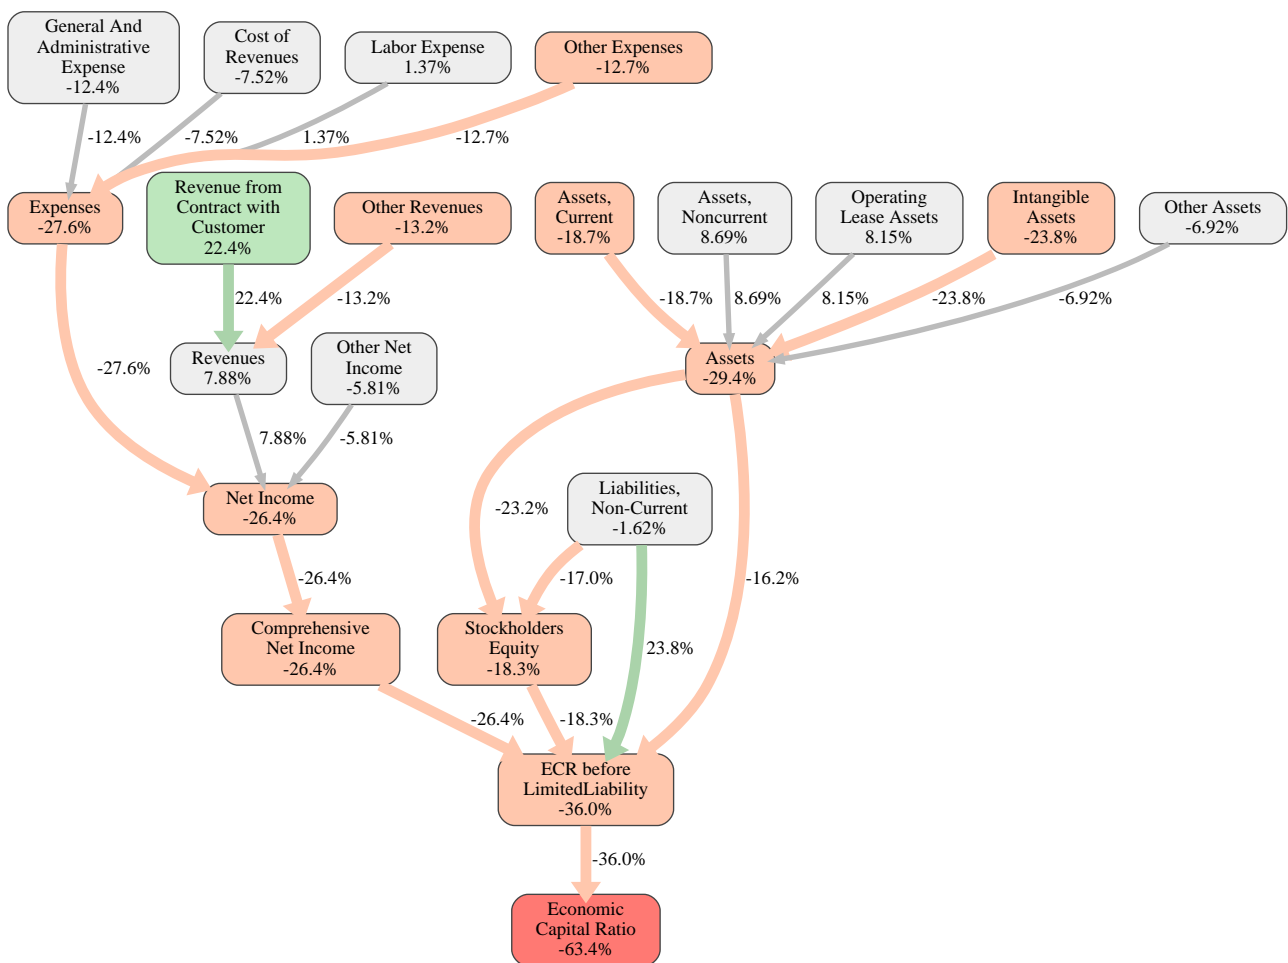 General And
Administrative
Expense
-12.4%
Cost of
Revenues
-7.52%
Labor Expense
1.37%
Other Expenses
-12.7%
-12.4%
-7.52%
1.37%
-12.7%
Expenses
-27.6%
Revenue from
Contract with
Customer
22.4%
Other Revenues
-13.2%
Assets,
Current
-18.7%
Assets,
Noncurrent
8.69%
Operating
Lease Assets
8.15%
Intangible
Assets
-23.8%
Other Assets
-6.92%
22.4%
-13.2%
-18.7%
8.69%
8.15%
-23.8%
-6.92%
-27.6%
Revenues
7.88%
Other Net
Income
-5.81%
Assets
-29.4%
7.88%
-5.81%
Net Income
-26.4%
-23.2%
Liabilities,
Non-Current
-1.62%
-26.4%
-17.0%
-16.2%
Comprehensive
Net Income
-26.4%
Stockholders
Equity
-18.3%
23.8%
-26.4%
-18.3%
ECR before
LimitedLiability
-36.0%
-36.0%
Economic
Capital Ratio
-63.4%